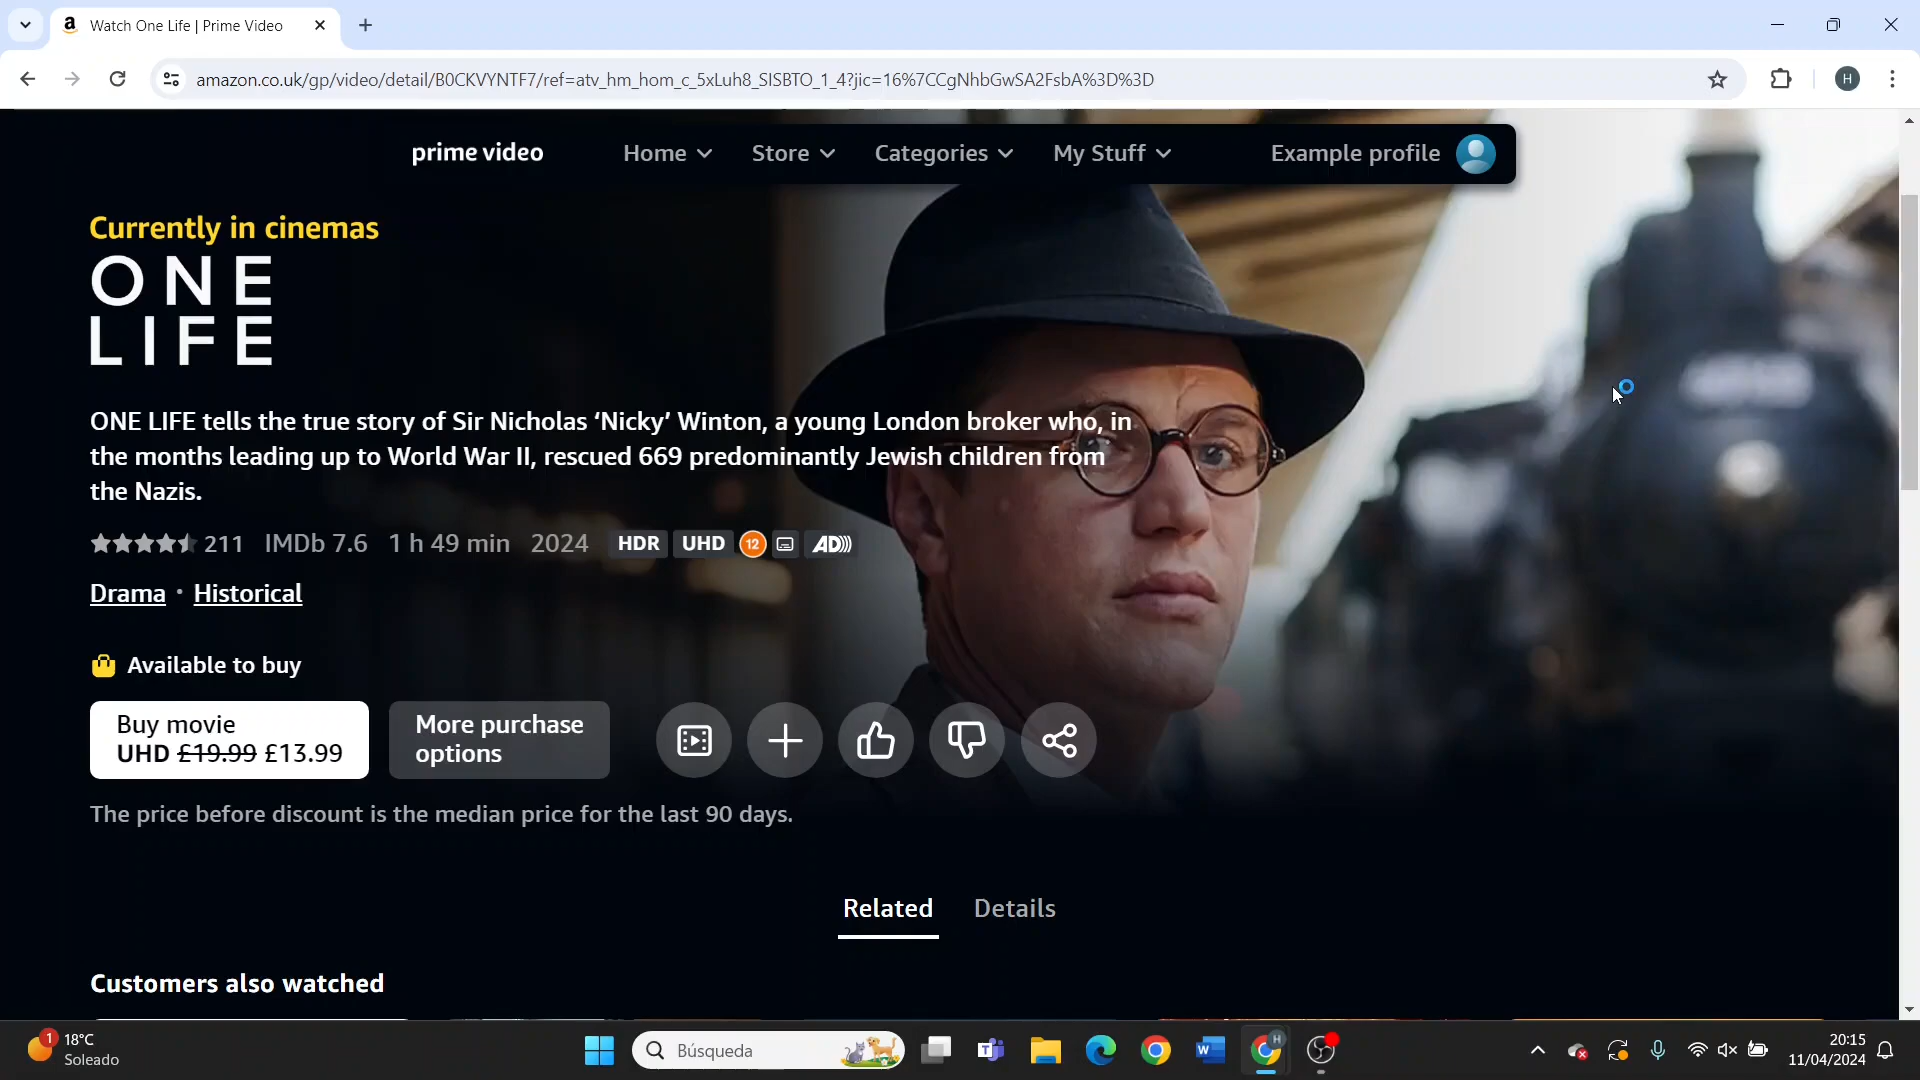 Watch One Life | Prime Video
amazon.co.uk/gp/video/detail/B0CKVYNTF7/ref=atv_hm_hom_c_5xLuh8_SISBTO_1_4?jic=16%7CCgNhbGwSA2FsbA%3D%3D
H
prime video
Home
Store
Categories
My Stuff
Example profile
Currently in cinemas
ONE
LIFE
ONE LIFE tells the true story of Sir Nicholas ‘Nicky’ Winton, a young London broker who, in
the months leading up to World War II, rescued 669 predominantly Jewish children from
the Nazis.
211 IMDb 7.6 1 h 49 min 2024 HDR UHD 12 AD
Drama · Historical
Available to buy
Buy movie
UHD £19.99 £13.99
More purchase
options
The price before discount is the median price for the last 90 days.
Related
Details
Customers also watched
1
18°C
Soleado
Búsqueda
20:15
11/04/2024